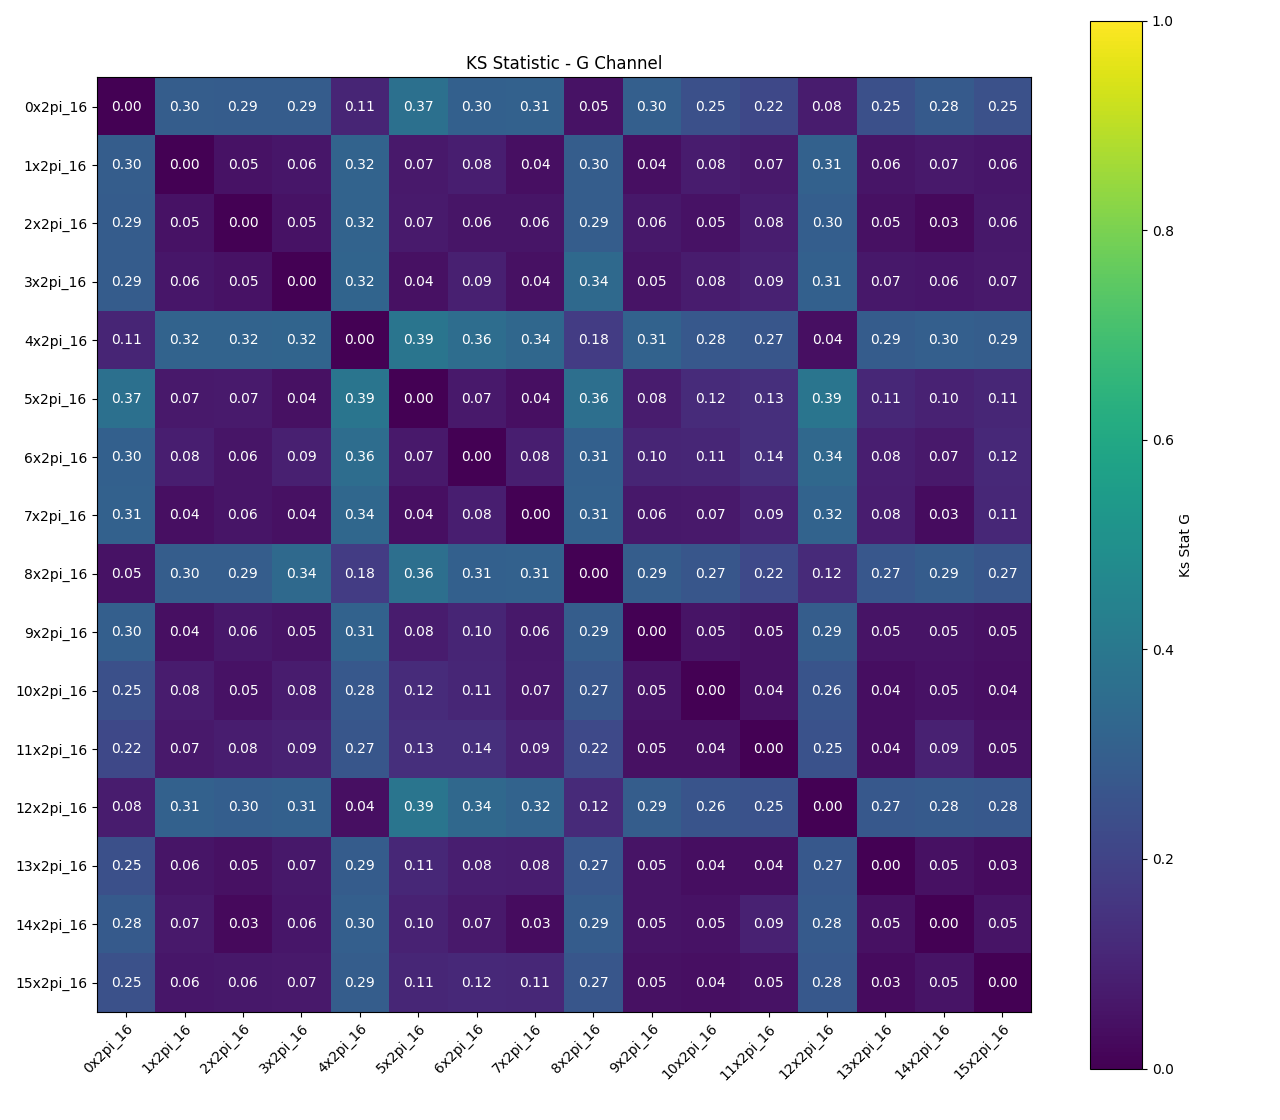 KS Statistic - G Channel
0x2pi_16 0.00 0.30 0.29 0.29 0.11 0.37 0.30 0.31 0.05 0.30 0.25 0.22 0.08 0.25 0.28 0.25
1x2pi_16 0.30 0.00 0.05 0.06 0.32 0.07 0.08 0.04 0.30 0.04 0.08 0.07 0.31 0.06 0.07 0.06
2x2pi_16 0.29 0.05 0.00 0.05 0.32 0.07 0.06 0.06 0.29 0.06 0.05 0.08 0.30 0.05 0.03 0.06
3x2pi_16 0.29 0.06 0.05 0.00 0.32 0.04 0.09 0.04 0.34 0.05 0.08 0.09 0.31 0.07 0.06 0.07
4x2pi_16 0.11 0.32 0.32 0.32 0.00 0.39 0.36 0.34 0.18 0.31 0.28 0.27 0.04 0.29 0.30 0.29
5x2pi_16 0.37 0.07 0.07 0.04 0.39 0.00 0.07 0.04 0.36 0.08 0.12 0.13 0.39 0.11 0.10 0.11
6x2pi_16 0.30 0.08 0.06 0.09 0.36 0.07 0.00 0.08 0.31 0.10 0.11 0.14 0.34 0.08 0.07 0.12
7x2pi_16 0.31 0.04 0.06 0.04 0.34 0.04 0.08 0.00 0.31 0.06 0.07 0.09 0.32 0.08 0.03 0.11
8x2pi_16 0.05 0.30 0.29 0.34 0.18 0.36 0.31 0.31 0.00 0.29 0.27 0.22 0.12 0.27 0.29 0.27
9x2pi_16 0.30 0.04 0.06 0.05 0.31 0.08 0.10 0.06 0.29 0.00 0.05 0.05 0.29 0.05 0.05 0.05
10x2pi_16 0.25 0.08 0.05 0.08 0.28 0.12 0.11 0.07 0.27 0.05 0.00 0.04 0.26 0.04 0.05 0.04
11x2pi_16 0.22 0.07 0.08 0.09 0.27 0.13 0.14 0.09 0.22 0.05 0.04 0.00 0.25 0.04 0.09 0.05
12x2pi_16 0.08 0.31 0.30 0.31 0.04 0.39 0.34 0.32 0.12 0.29 0.26 0.25 0.00 0.27 0.28 0.28
13x2pi_16 0.25 0.06 0.05 0.07 0.29 0.11 0.08 0.08 0.27 0.05 0.04 0.04 0.27 0.00 0.05 0.03
14x2pi_16 0.28 0.07 0.03 0.06 0.30 0.10 0.07 0.03 0.29 0.05 0.05 0.09 0.28 0.05 0.00 0.05
15x2pi_16 0.25 0.06 0.06 0.07 0.29 0.11 0.12 0.11 0.27 0.05 0.04 0.05 0.28 0.03 0.05 0.00
0x2pi_16 1x2pi_16 2x2pi_16 3x2pi_16 4x2pi_16 5x2pi_16 6x2pi_16 7x2pi_16 8x2pi_16 9x2pi_16 10x2pi_16 11x2pi_16 12x2pi_16 13x2pi_16 14x2pi_16 15x2pi_16
1.0
0.8
0.6
0.4
0.2
0.0
Ks Stat G